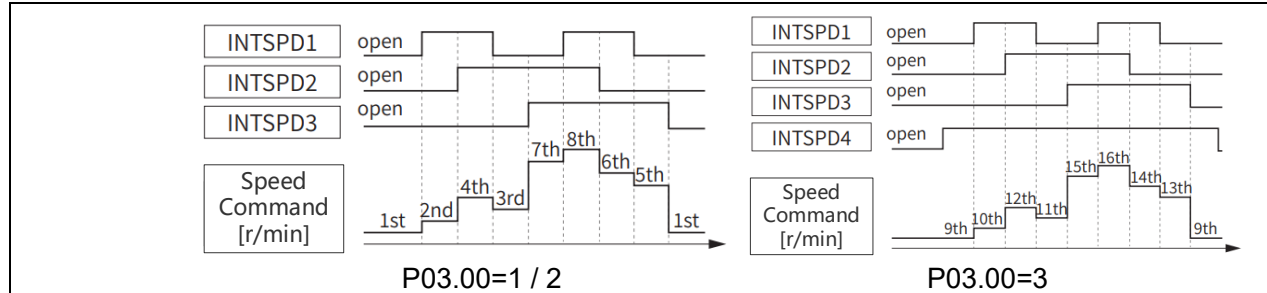 INTSPD1
open
INTSPD2
open
INTSPD3
open
Speed
Command
[r/min]
1st
2nd
4th
3rd
7th
8th
6th
5th
1st
P03.00=1 / 2
INTSPD1
open
INTSPD2
open
INTSPD3
open
INTSPD4
open
Speed
Command
[r/min]
9th
10th
12th
11th
15th
16th
14th
13th
9th
P03.00=3